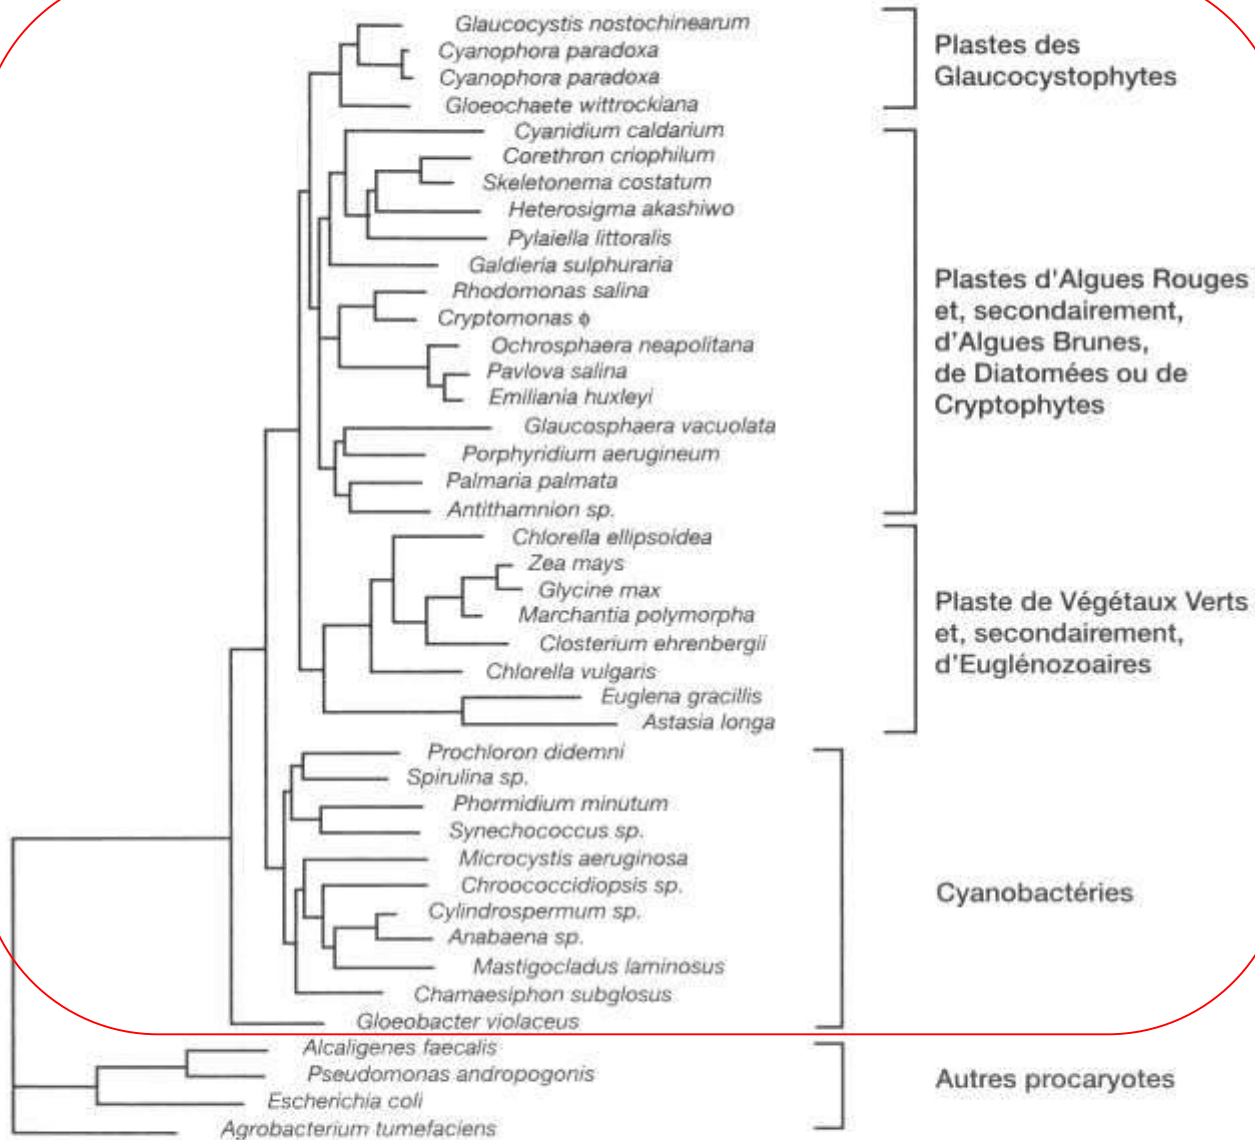 Glaucocystis nostochinearum
Cyanophora paradoxa
Cyanophora paradoxa
Gloeochaete wittrockiana
Plastes des
Glaucocystophytes
Cyanidium caldarium
Corethron criophilum
Skeletonema costatum
Heterosigma akashiwo
Pylaiella littoralis
Galdieria sulphuraria
Rhodomonas salina
Cryptomonas ϕ
Ochrosphaera neapolitana
Pavlova salina
Emiliania huxleyi
Glaucosphaera vacuolata
Porphyridium aerugineum
Palmaria palmata
Antithamnion sp.
Plastes d'Algues Rouges
et, secondairement,
d'Algues Brunes,
de Diatomées ou de
Cryptophytes
Chlorella ellipsoidea
Zea mays
Glycine max
Marchantia polymorpha
Closterium ehrenbergii
Chlorella vulgaris
Euglena gracillis
Astasia longa
Plaste de Végétaux Verts
et, secondairement,
d'Euglénozoaires
Prochloron didemni
Spirulina sp.
Phormidium minutum
Synechococcus sp.
Microcystis aeruginosa
Chroococcidiopsis sp.
Cylindrospermum sp.
Anabaena sp.
Mastigocladus laminosus
Chamaesiphon subglosus
Gloeobacter violaceus
Cyanobactéries
Alcaligenes faecalis
Pseudomonas andropogonis
Escherichia coli
Agrobacterium tumefaciens
Autres procaryotes